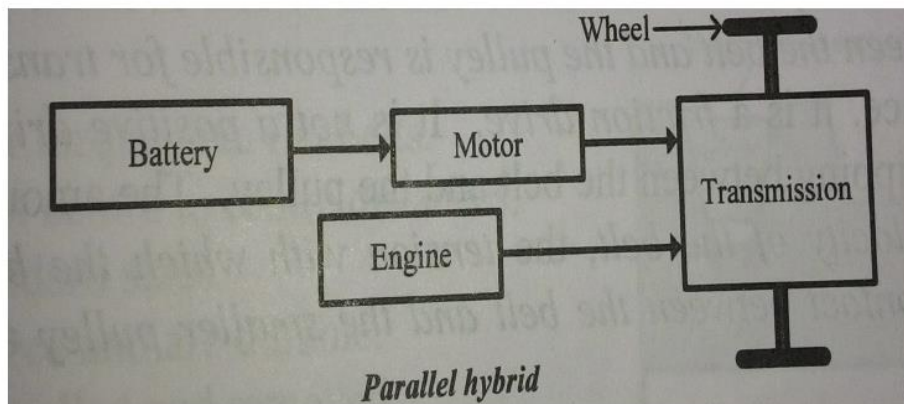 Wheel
Battery
Motor
Transmission
Engine
Parallel hybrid